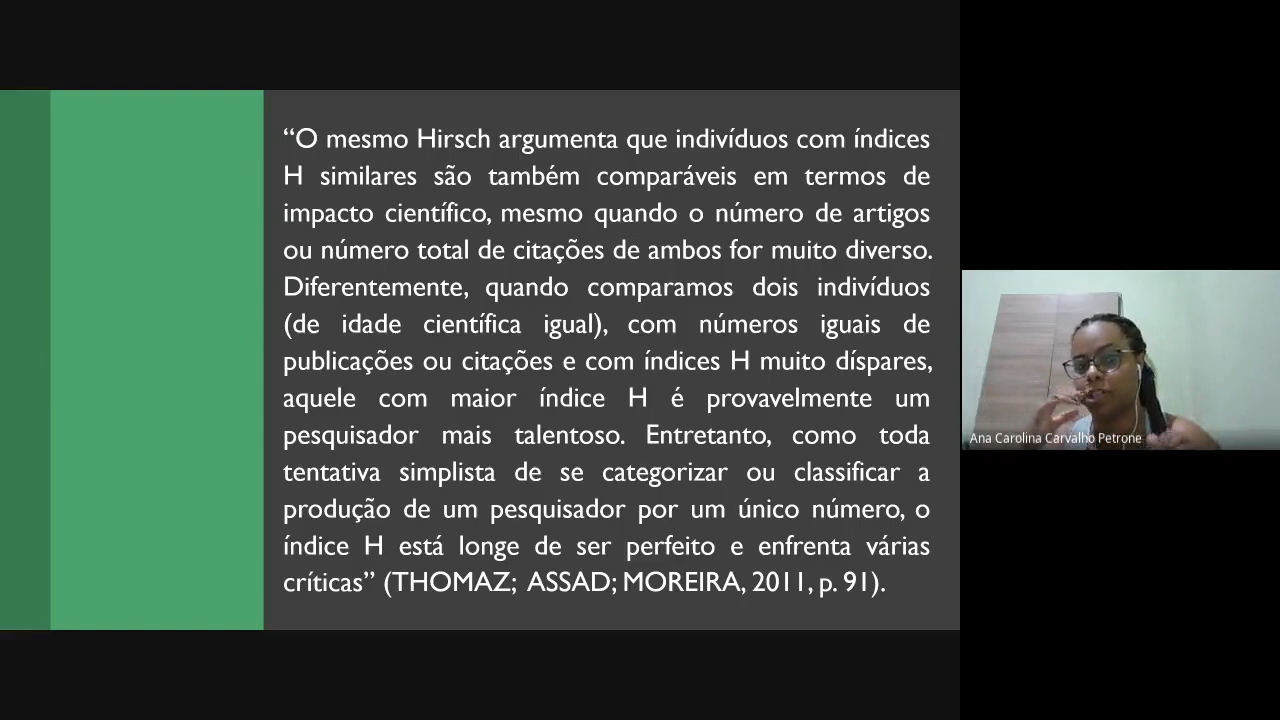 “O mesmo Hirsch argumenta que indivíduos com índices
H similares são também comparáveis em termos de
impacto científico, mesmo quando o número de artigos
ou número total de citações de ambos for muito diverso.
Diferentemente, quando comparamos dois indivíduos
(de idade científica igual), com números iguais de
publicações ou citações e com índices H muito díspares,
aquele com maior índice H é provavelmente um
pesquisador mais talentoso. Entretanto, como toda
tentativa simplista de se categorizar ou classificar a
produção de um pesquisador por um único número, o
índice H está longe de ser perfeito e enfrenta várias
críticas” (THOMAZ; ASSAD; MOREIRA, 2011, p. 91).
Ana Carolina Carvalho Petrone